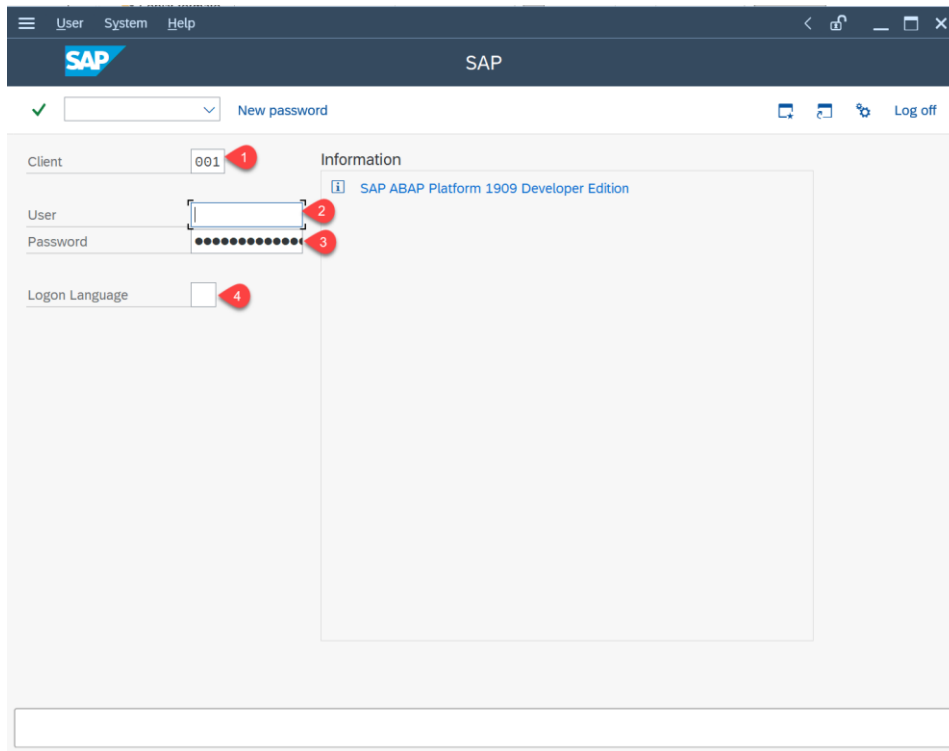 User System Help
SAP SAP
New password Log off
Client 001 1
Information
SAP ABAP Platform 1909 Developer Edition
User 2
Password 3
Logon Language 4